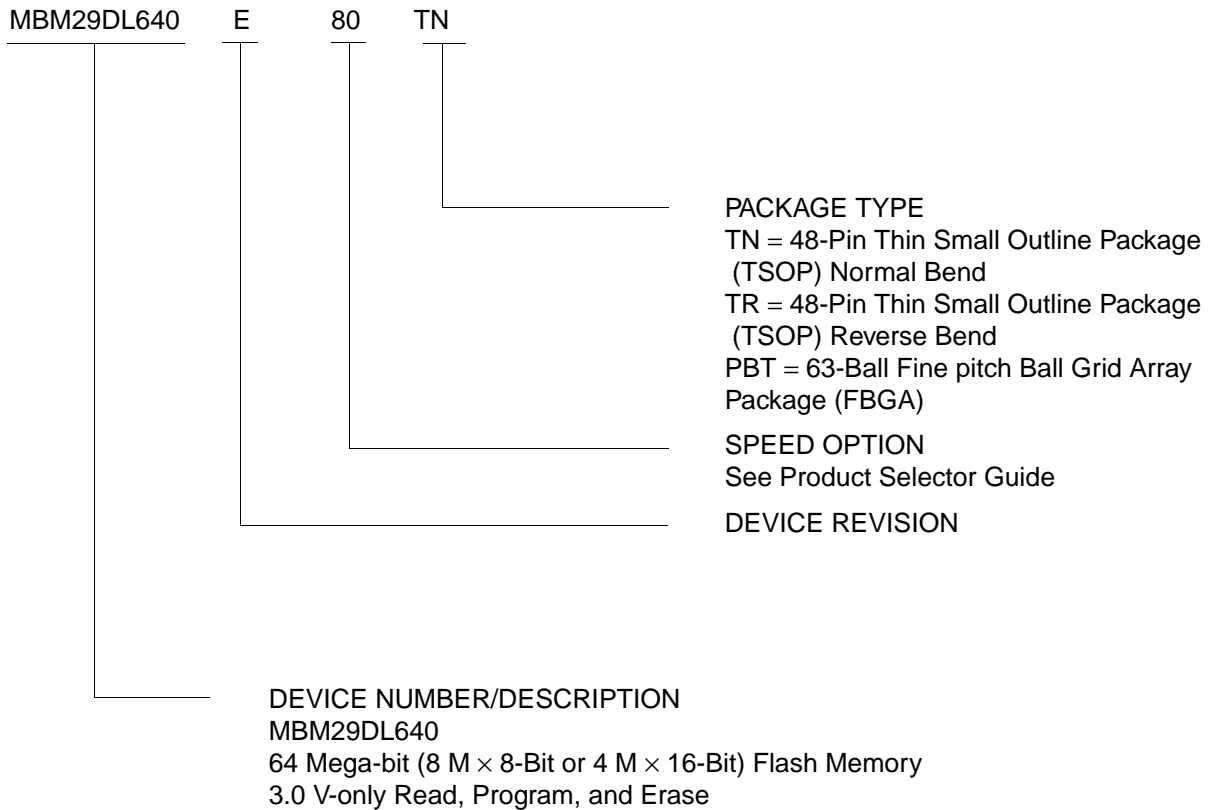 MBM29DL640 E 80 TN
PACKAGE TYPE
TN = 48-Pin Thin Small Outline Package
(TSOP) Normal Bend
TR = 48-Pin Thin Small Outline Package
(TSOP) Reverse Bend
PBT = 63-Ball Fine pitch Ball Grid Array
Package (FBGA)
SPEED OPTION
See Product Selector Guide
DEVICE REVISION
DEVICE NUMBER/DESCRIPTION
MBM29DL640
64 Mega-bit (8 M × 8-Bit or 4 M × 16-Bit) Flash Memory
3.0 V-only Read, Program, and Erase